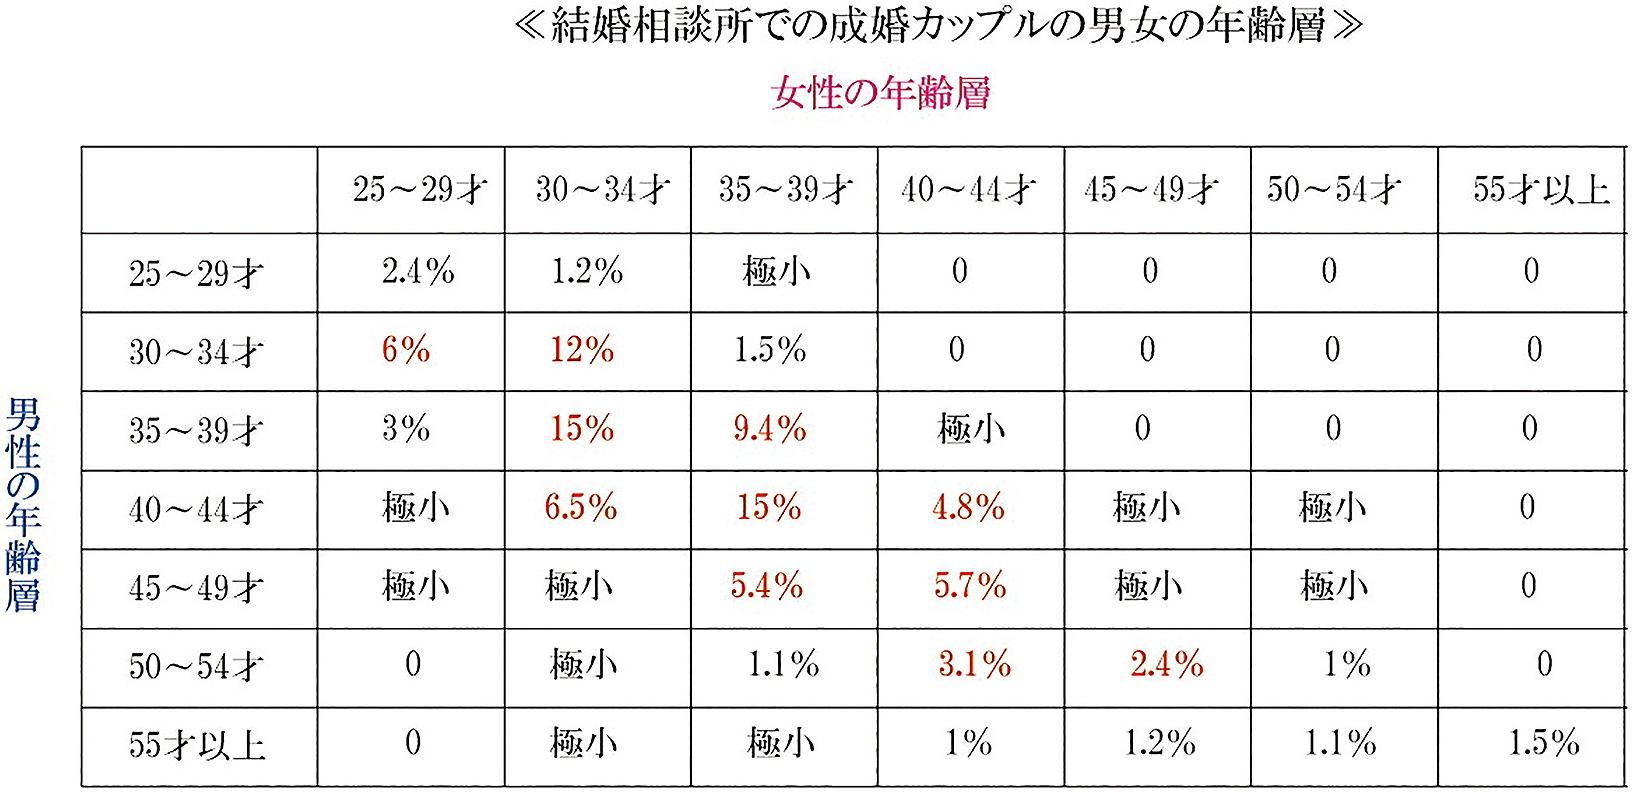 ≪結婚相談所での成婚カップルの男女の年齢層≫
女性の年齢層
25～29才 30～34才 35～39才 40～44才 45～49才 50～54才 55才以上
男性の年齢層
25～29才 2.4% 1.2% 極小 0 0 0 0
30～34才 6% 12% 1.5% 0 0 0 0
35～39才 3% 15% 9.4% 極小 0 0 0
40～44才 極小 6.5% 15% 4.8% 極小 極小 0
45～49才 極小 極小 5.4% 5.7% 極小 極小 0
50～54才 0 極小 1.1% 3.1% 2.4% 1% 0
55才以上 0 極小 極小 1% 1.2% 1.1% 1.5%